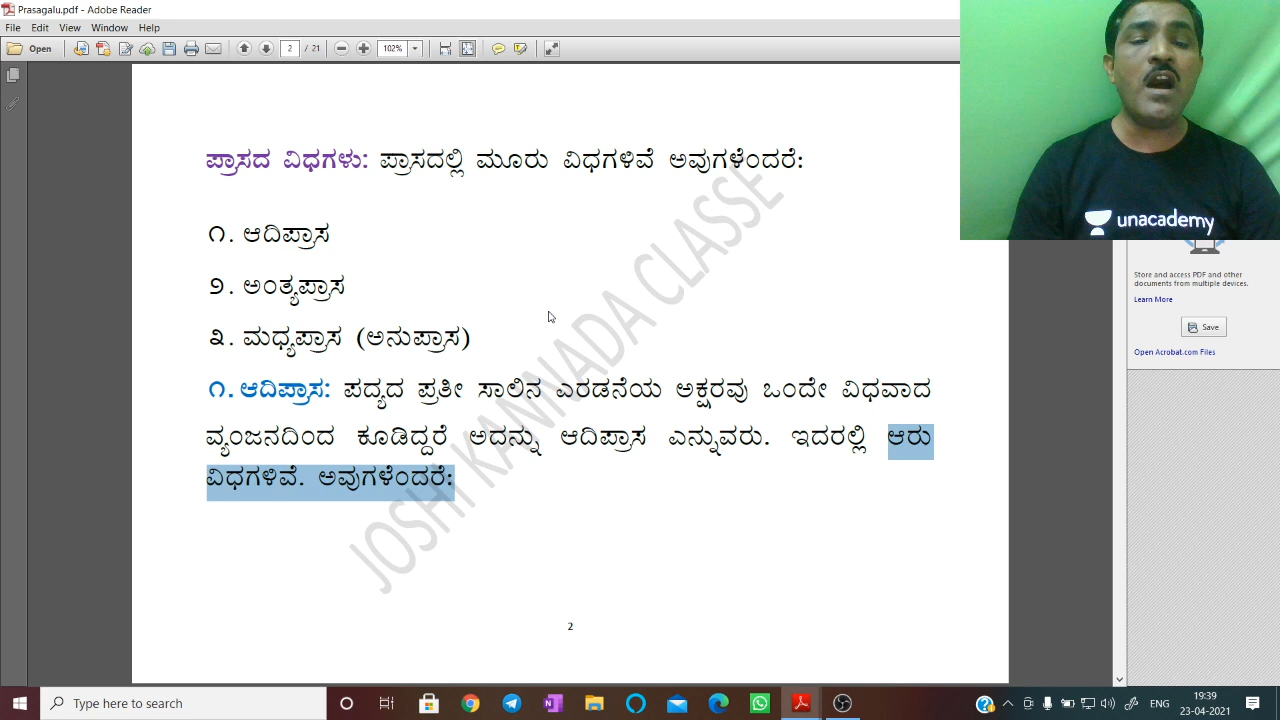 Prasagalu.pdf - Adobe Reader
File Edit View Window Help
Open 2 / 21 102%
ಪ್ರಾಸದ ವಿಧಗಳು: ಪ್ರಾಸದಲ್ಲಿ ಮೂರು ವಿಧಗಳಿವೆ ಅವುಗಳೆಂದರೆ:
೧. ಆದಿಪ್ರಾಸ
೨. ಅಂತ್ಯಪ್ರಾಸ
೩. ಮಧ್ಯಪ್ರಾಸ (ಅನುಪ್ರಾಸ)
೧. ಆದಿಪ್ರಾಸ: ಪದ್ಯದ ಪ್ರತೀ ಸಾಲಿನ ಎರಡನೆಯ ಅಕ್ಷರವು ಒಂದೇ ವಿಧವಾದ
ವ್ಯಂಜನದಿಂದ ಕೂಡಿದ್ದರೆ ಅದನ್ನು ಆದಿಪ್ರಾಸ ಎನ್ನುವರು. ಇದರಲ್ಲಿ ಆರು
ವಿಧಗಳಿವೆ. ಅವುಗಳೆಂದರೆ:
JOSHI KANNADA CLASSE
2
unacademy
Store and access PDF and other
documents from multiple devices.
Learn More
Save
Open Acrobat.com Files
Type here to search
ENG
19:39
23-04-2021